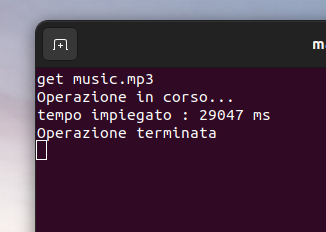 get music.mp3
Operazione in corso...
tempo impiegato : 29047 ms
Operazione terminata